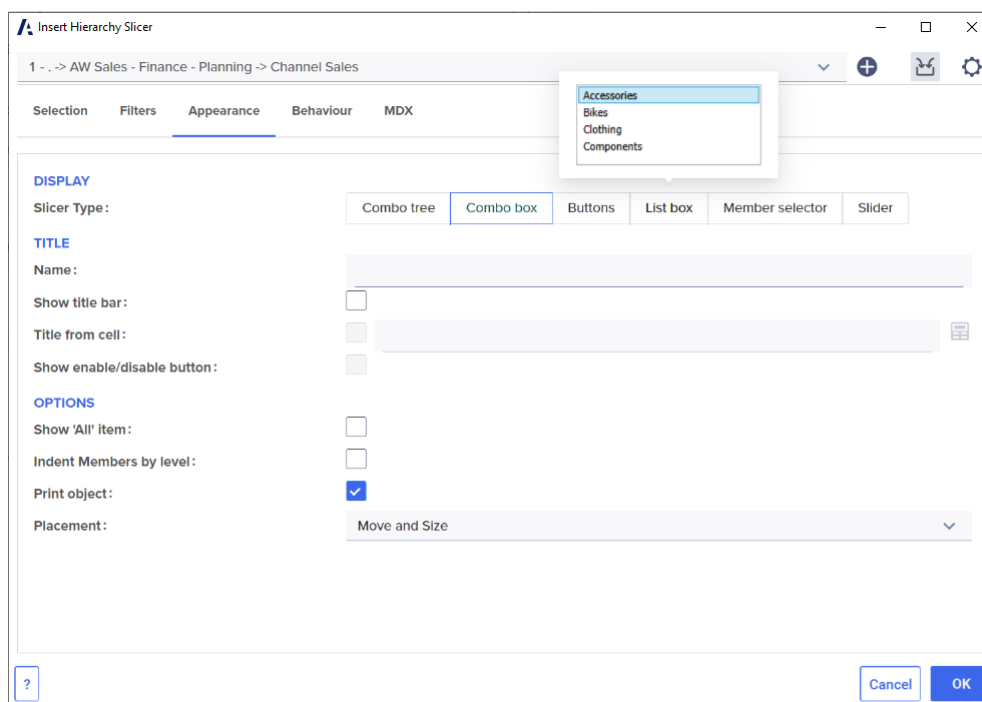 Insert Hierarchy Slicer
1 - . -> AW Sales - Finance - Planning -> Channel Sales
Selection Filters Appearance Behaviour MDX
Accessories
Bikes
Clothing
Components
DISPLAY
Slicer Type: Combo tree Combo box Buttons List box Member selector Slider
TITLE
Name:
Show title bar:
Title from cell:
Show enable/disable button:
OPTIONS
Show 'All' item:
Indent Members by level:
Print object:
Placement: Move and Size
? Cancel OK